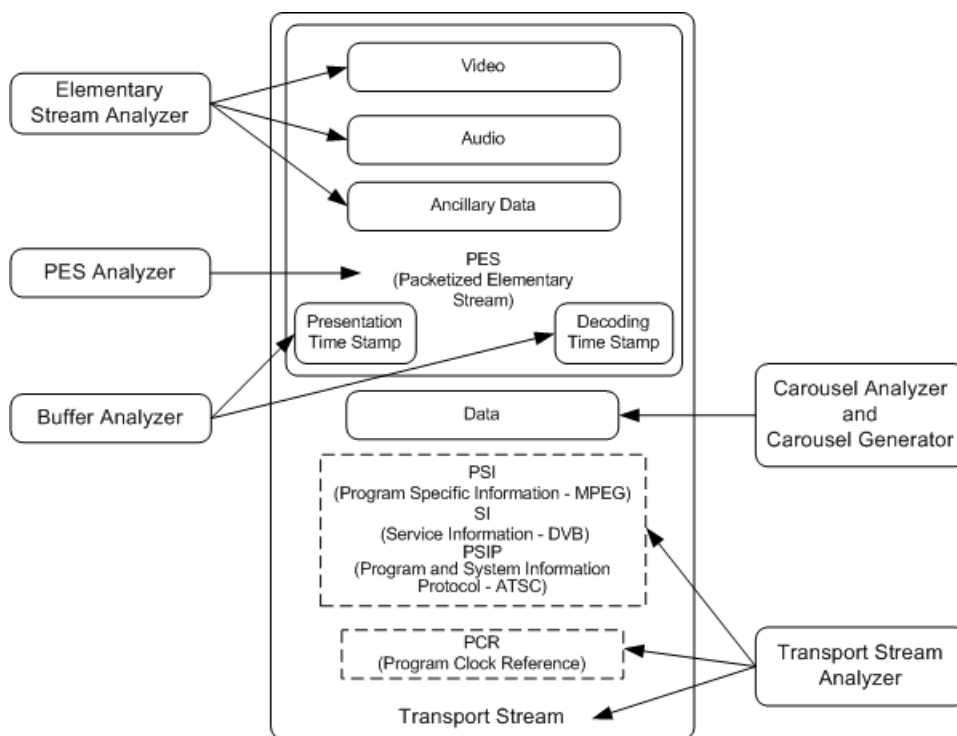 Video
Elementary
Stream Analyzer
Audio
Ancillary Data
PES Analyzer
PES
(Packetized Elementary
Stream)
Presentation
Time Stamp
Decoding
Time Stamp
Buffer Analyzer
Data
Carousel Analyzer
and
Carousel Generator
PSI
(Program Specific Information - MPEG)
SI
(Service Information - DVB)
PSIP
(Program and System Information
Protocol - ATSC)
PCR
(Program Clock Reference)
Transport Stream
Analyzer
Transport Stream